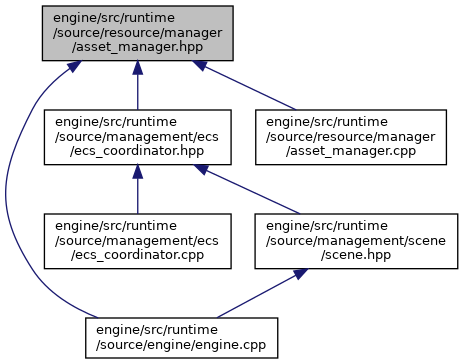 engine/src/runtime
/source/resource/manager
/asset_manager.hpp
engine/src/runtime
/source/management/ecs
/ecs_coordinator.hpp
engine/src/runtime
/source/resource/manager
/asset_manager.cpp
engine/src/runtime
/source/management/ecs
/ecs_coordinator.cpp
engine/src/runtime
/source/management/scene
/scene.hpp
engine/src/runtime
/source/engine/engine.cpp